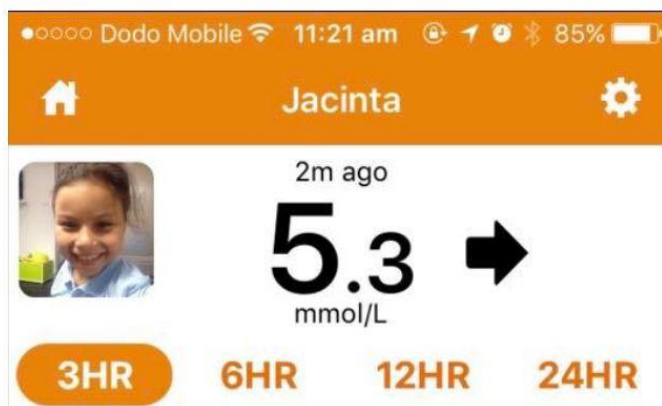 Dodo Mobile 11:21 am 85%
Jacinta
2m ago
5.3
mmol/L
3HR 6HR 12HR 24HR